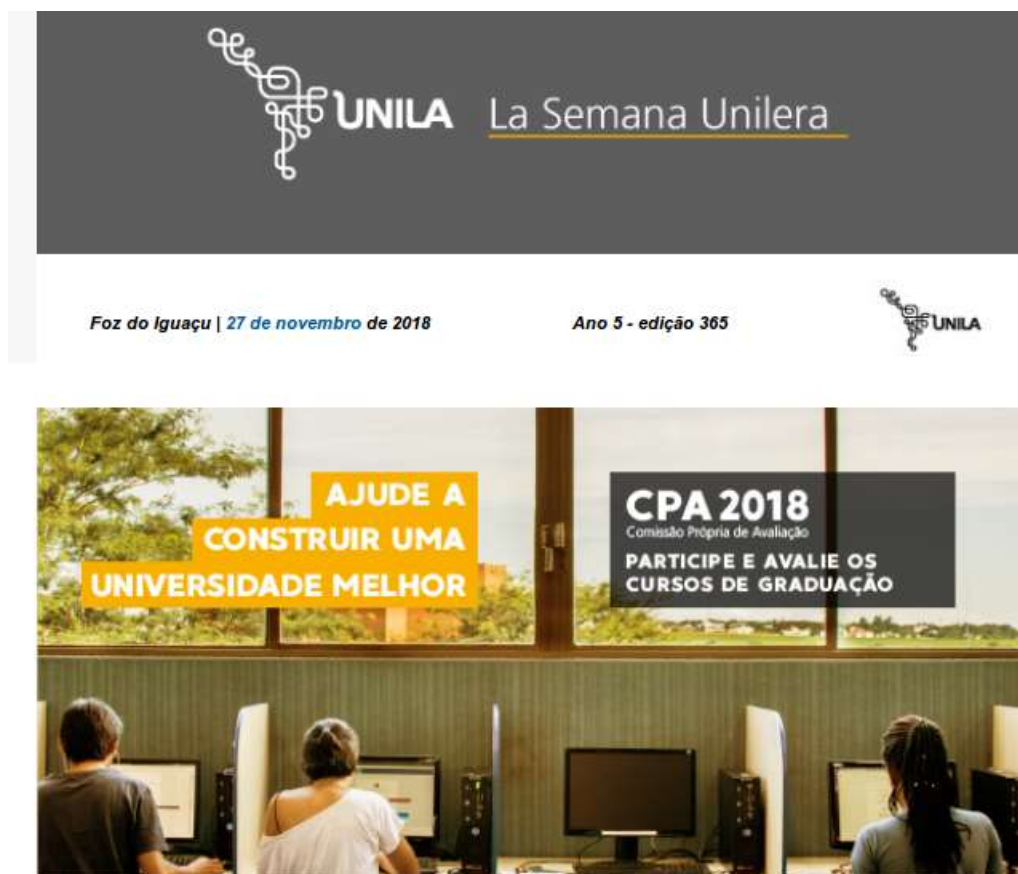 UNILA La Semana Unilera
Foz do Iguaçu | 27 de novembro de 2018 Ano 5 - edição 365 UNILA
AJUDE A
CONSTRUIR UMA
UNIVERSIDADE MELHOR
CPA 2018
Comissão Própria de Avaliação
PARTICIPE E AVALIE OS
CURSOS DE GRADUAÇÃO